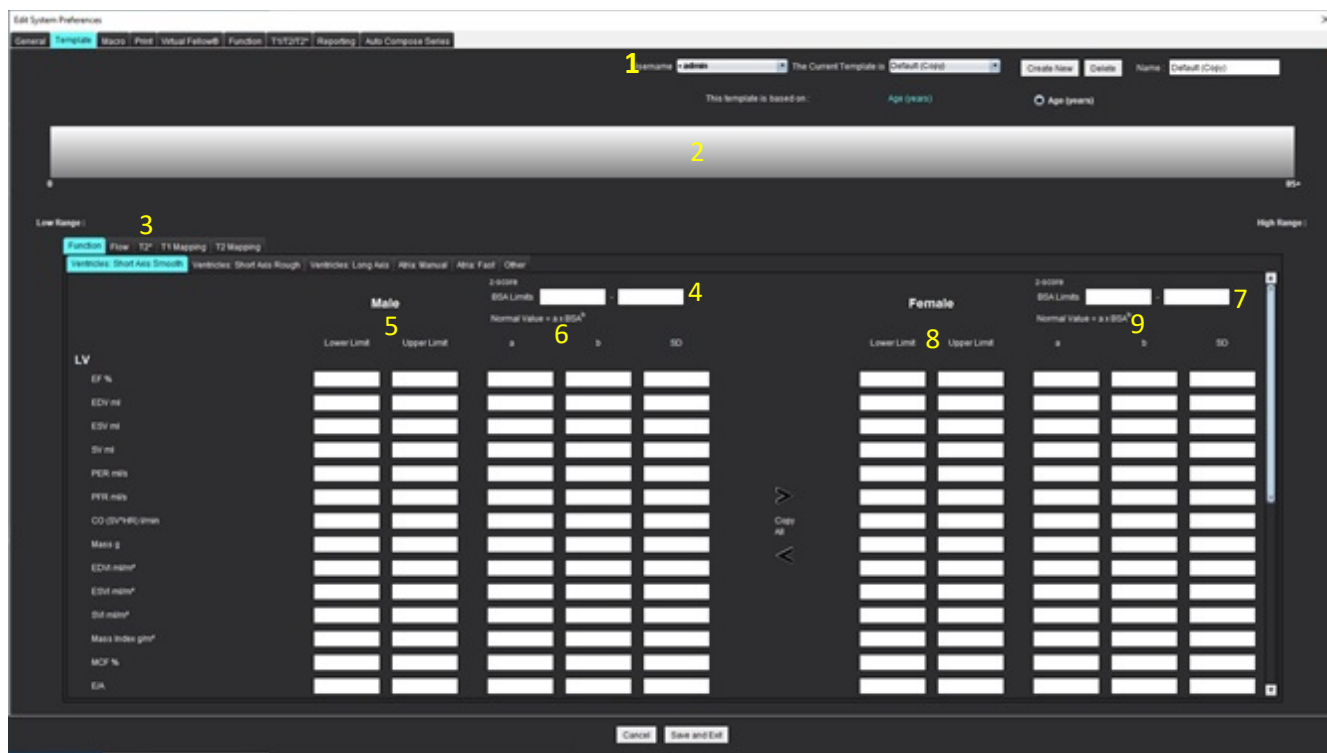 Edit System Preferences
General Template Macro Print Virtual Fellow® Function T1/T2/T2* Reporting Auto Compose Series
1 Username admin The Current Template is Default (Copy) Create New Delete Name Default (Copy)
This template is based on : Age (years) Age (years)
2
0 85+
Low Range : High Range :
3
Function Flow T2* T1 Mapping T2 Mapping
Ventricles: Short Axis Smooth Ventricles: Short Axis Rough Ventricles: Long Axis Atria: Manual Atria: Fast Other
z-score z-score
Male BSA Limits - 4 Female BSA Limits - 7
5 Normal Value = a x BSA^b 6 Normal Value = a x BSA^b 9
Lower Limit Upper Limit a b SD Lower Limit 8 Upper Limit a b SD
LV
EF %
EDV ml
ESV ml
SV ml
PER ml/s
PFR ml/s
>
CO (SV*HR) l/min Copy
All
Mass g
<
EDVI ml/m²
ESVI ml/m²
SVI ml/m²
Mass Index g/m²
MCF %
E/A
Cancel Save and Exit